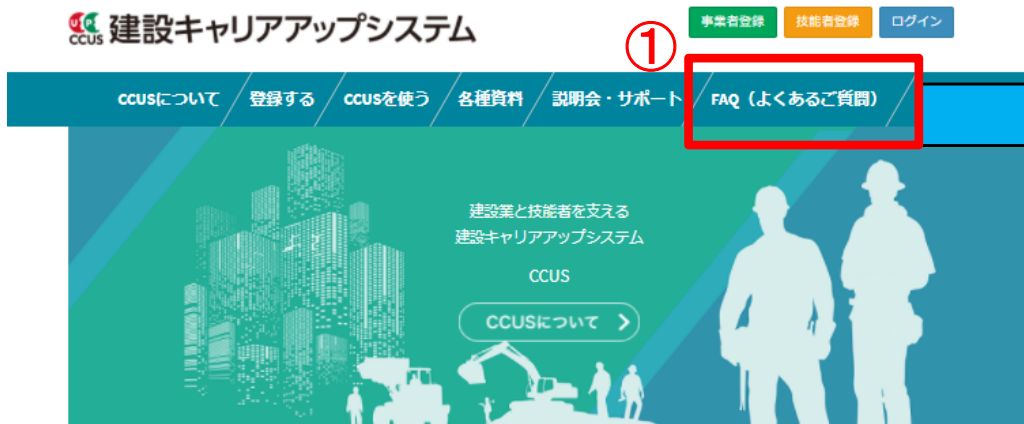 CCUS 建設キャリアアップシステム
事業者登録 技能者登録 ログイン
①
CCUSについて 登録する CCUSを使う 各種資料 説明会・サポート FAQ（よくあるご質問）
建設業と技能者を支える
建設キャリアアップシステム
CCUS
CCUSについて